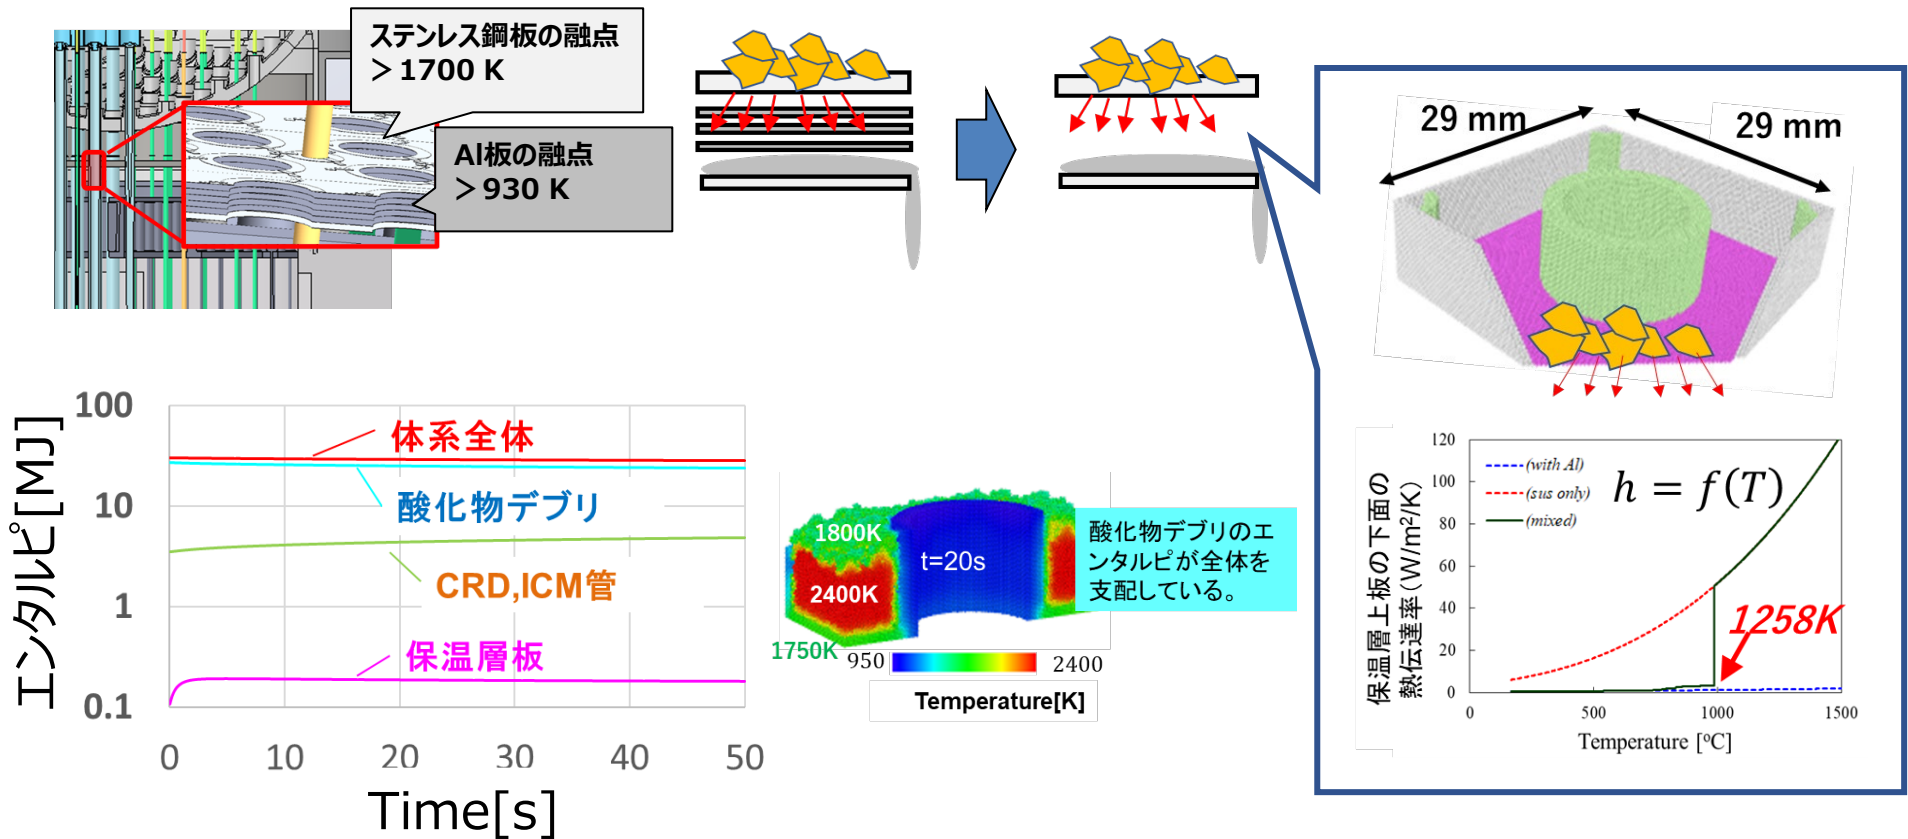 ステンレス鋼板の融点
＞1700 K
Al板の融点
＞930 K
29 mm
29 mm
エンタルピ[MJ]
100
10
1
0.1
体系全体
酸化物デブリ
CRD,ICM管
保温層板
0
10
20
30
40
50
Time[s]
1800K
t=20s
2400K
1750K
950
2400
Temperature[K]
酸化物デブリのエ
ンタルピが全体を
支配している。
保温層上板の下面の
熱伝達率（W/m²/K）
120
100
80
60
40
20
0
(with Al)
(sus only)
(mixed)
h = f(T)
1258K
0
500
1000
1500
Temperature [°C]